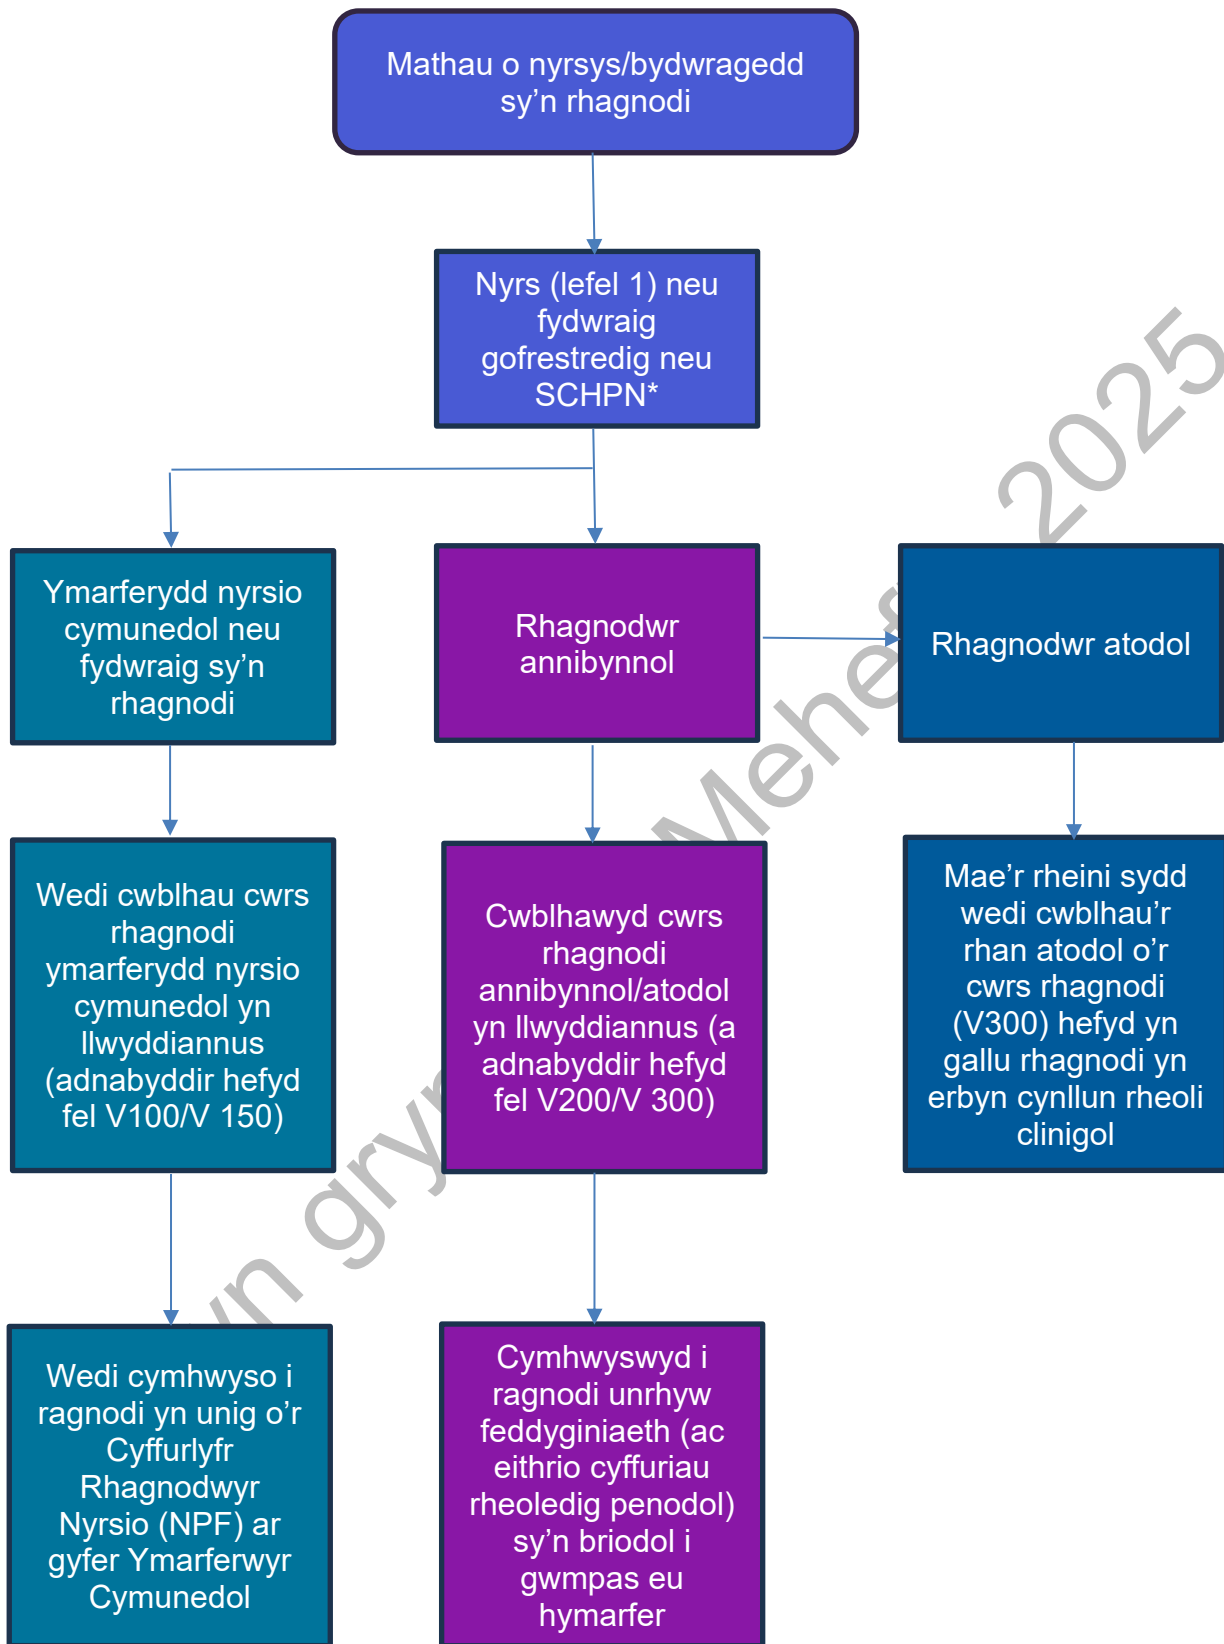 Mathau o nyrsys/bydwragedd
sy’n rhagnodi
Nyrs (lefel 1) neu
fydwraig
gofrestredig neu
SCHPN*
Ymarferydd nyrsio
cymunedol neu
fydwraig sy’n
rhagnodi
Rhagnodwr
annibynnol
Rhagnodwr atodol
Wedi cwblhau cwrs
rhagnodi
ymarferydd nyrsio
cymunedol yn
llwyddiannus
(adnabyddir hefyd
fel V100/V 150)
Cwblhawyd cwrs
rhagnodi
annibynnol/atodol
yn llwyddiannus (a
adnabyddir hefyd
fel V200/V 300)
Mae’r rheini sydd
wedi cwblhau’r
rhan atodol o’r
cwrs rhagnodi
(V300) hefyd yn
gallu rhagnodi yn
erbyn cynllun rheoli
clinigol
Wedi cymhwyso i
ragnodi yn unig o’r
Cyffurlyfr
Rhagnodwyr
Nyrsio (NPF) ar
gyfer Ymarferwyr
Cymunedol
Cymhwyswyd i
ragnodi unrhyw
feddyginiaeth (ac
eithrio cyffuriau
rheoledig penodol)
sy’n briodol i
gwmpas eu
hymarfer
2025